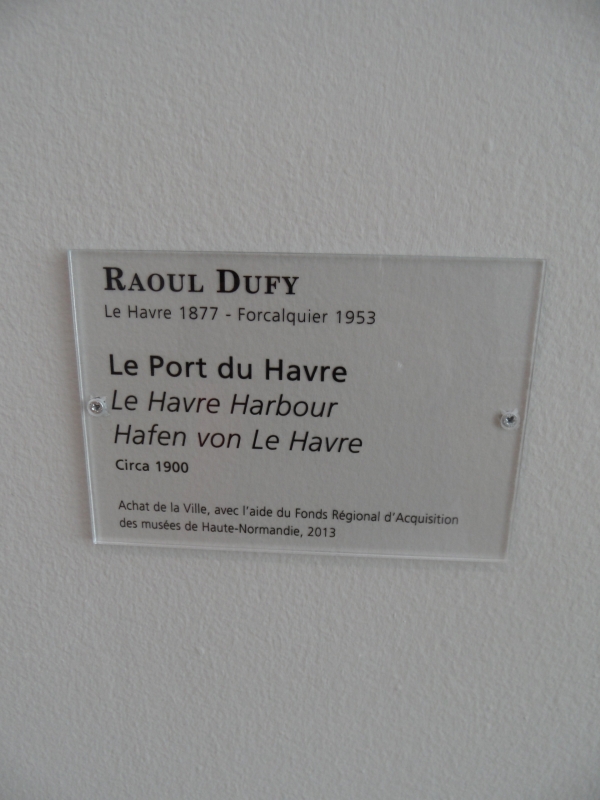 RAOUL DUFY
Le Havre 1877 - Forcalquier 1953
Le Port du Havre
Le Havre Harbour
Hafen von Le Havre
Circa 1900
Achat de la Ville, avec l'aide du Fonds Régional d'Acquisition
des musées de Haute-Normandie, 2013